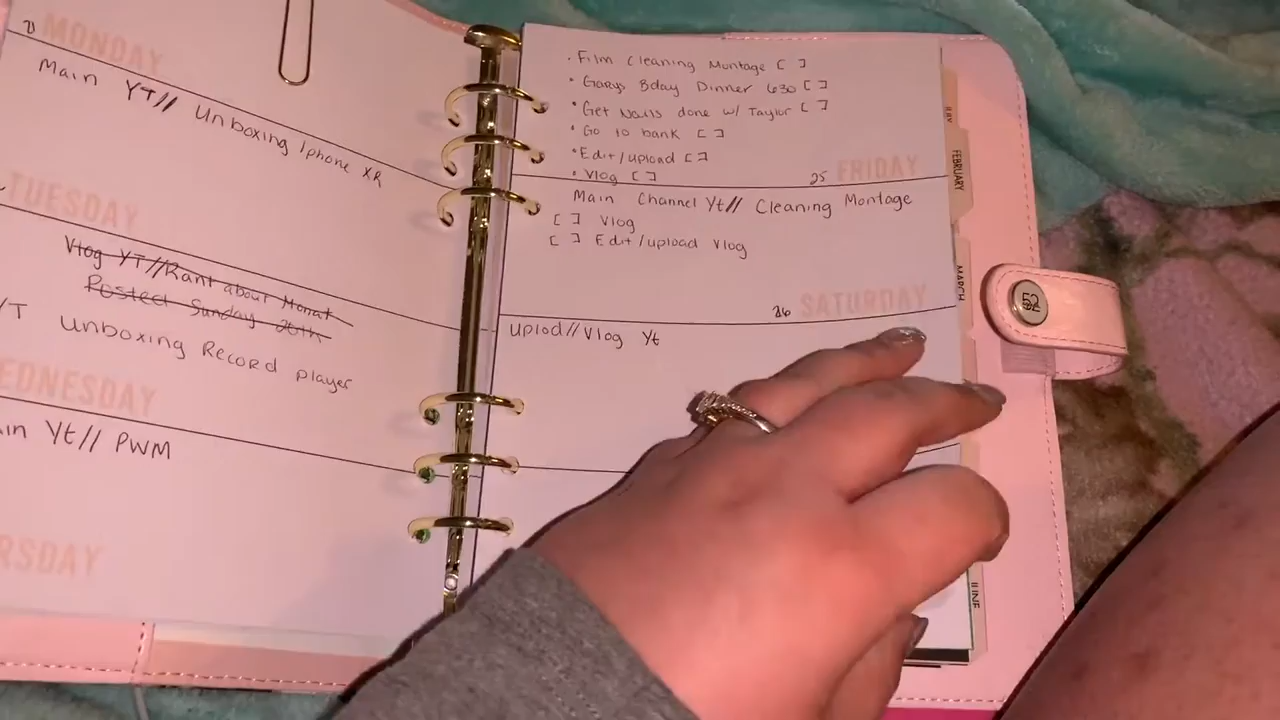 MONDAY
Main YT// Unboxing Iphone XR
TUESDAY
Vlog YT//Rant about Monat
Posted Sunday 20th
YT unboxing Record player
WEDNESDAY
Main Yt// PWM
• Film Cleaning Montage [ ]
• Garys Bday Dinner 630 [ ]
• Get Nails done w/ Taylor [ ]
• Go to bank [ ]
• Edit/upload [ ]
• Vlog [ ]
25 FRIDAY
Main Channel Yt// Cleaning Montage
[ ] Vlog
[ ] Edit/upload Vlog
26 SATURDAY
uplod//Vlog Yt
FEBRUARY
MARCH
JUNE
52